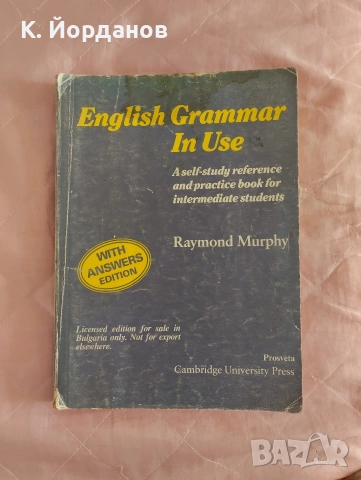 К. Йорданов
English Grammar
In Use
A self-study reference
and practice book for
intermediate students
Raymond Murphy
WITH
ANSWERS
EDITION
Licensed edition for sale in
Bulgaria only. Not for export
elsewhere.
Prosveta
Cambridge University Press
BAZAR